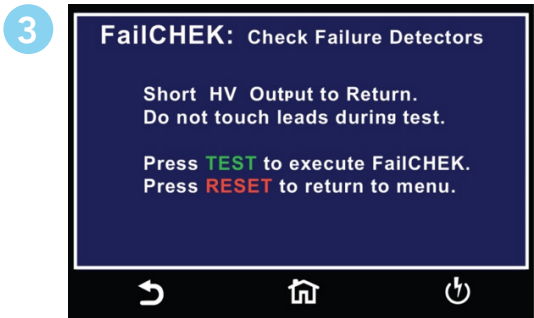 3
FailCHEK: Check Failure Detectors
Short HV Output to Return.
Do not touch leads during test.
Press TEST to execute FailCHEK.
Press RESET to return to menu.